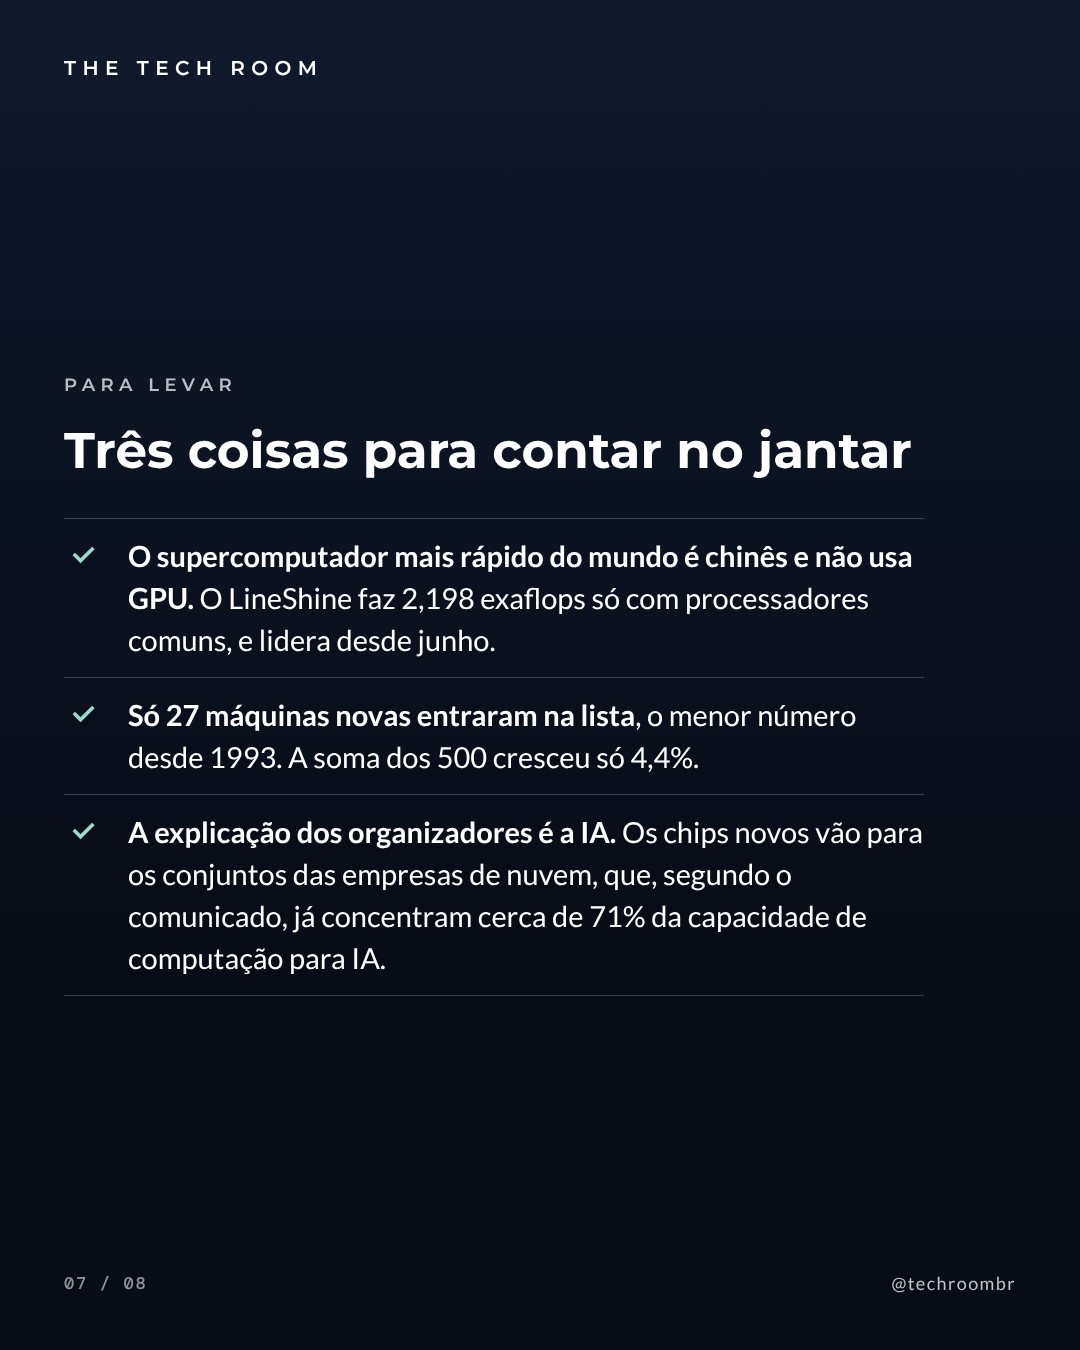 THE TECH ROOM
PARA LEVAR
Três coisas para contar no jantar
O supercomputador mais rápido do mundo é chinês e não usa
GPU. O LineShine faz 2,198 exaflops só com processadores
comuns, e lidera desde junho.
Só 27 máquinas novas entraram na lista, o menor número
desde 1993. A soma dos 500 cresceu só 4,4%.
A explicação dos organizadores é a IA. Os chips novos vão para
os conjuntos das empresas de nuvem, que, segundo o
comunicado, já concentram cerca de 71% da capacidade de
computação para IA.
07 / 08
@techroombr